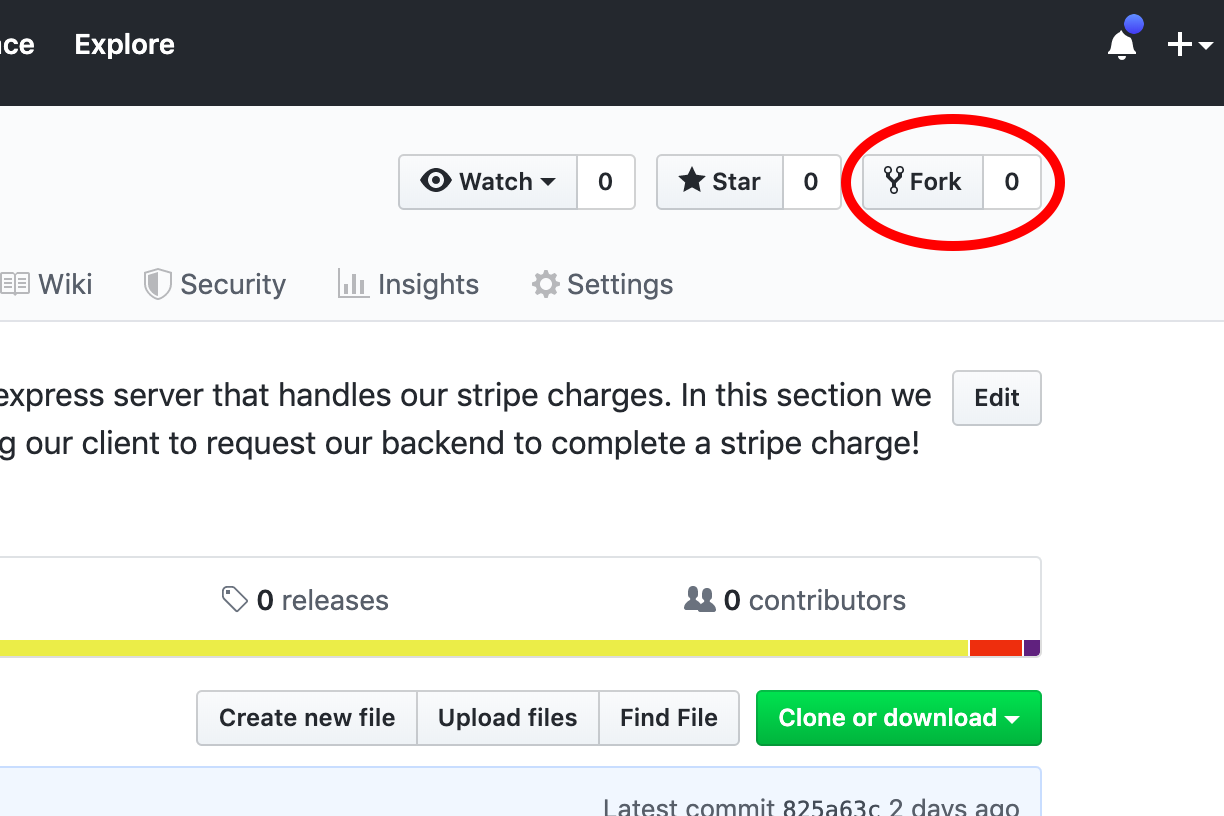 Explore
Watch 0 Star 0 Fork 0
Wiki Security Insights Settings
express server that handles our stripe charges. In this section we Edit
our client to request our backend to complete a stripe charge!
0 releases 0 contributors
Create new file Upload files Find File Clone or download
Latest commit 825a63c 2 days ago